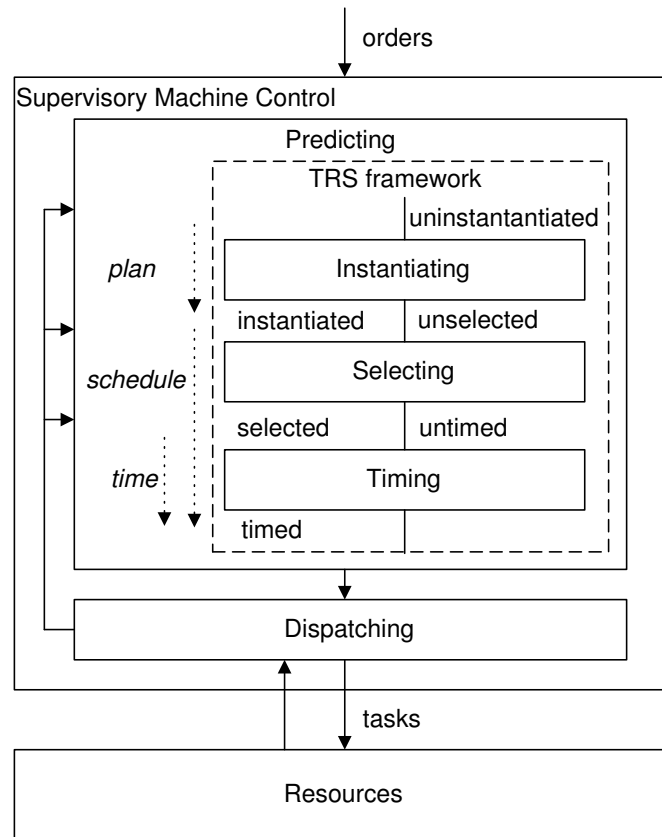 orders
Supervisory Machine Control
Predicting
TRS framework
uninstantantiated
plan
Instantiating
instantiated unselected
schedule
Selecting
selected untimed
time
Timing
timed
Dispatching
tasks
Resources